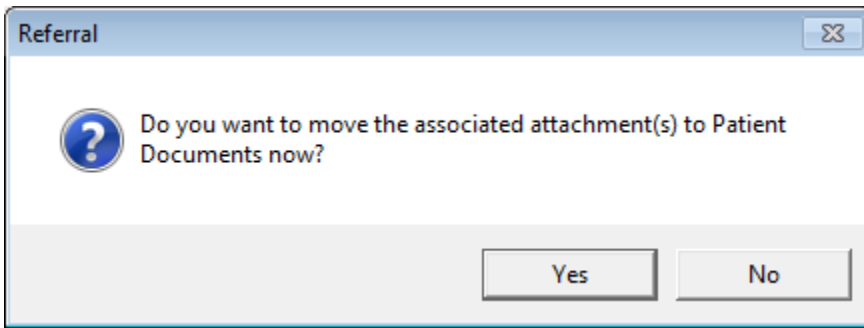 Referral
Do you want to move the associated attachment(s) to Patient
Documents now?
Yes
No